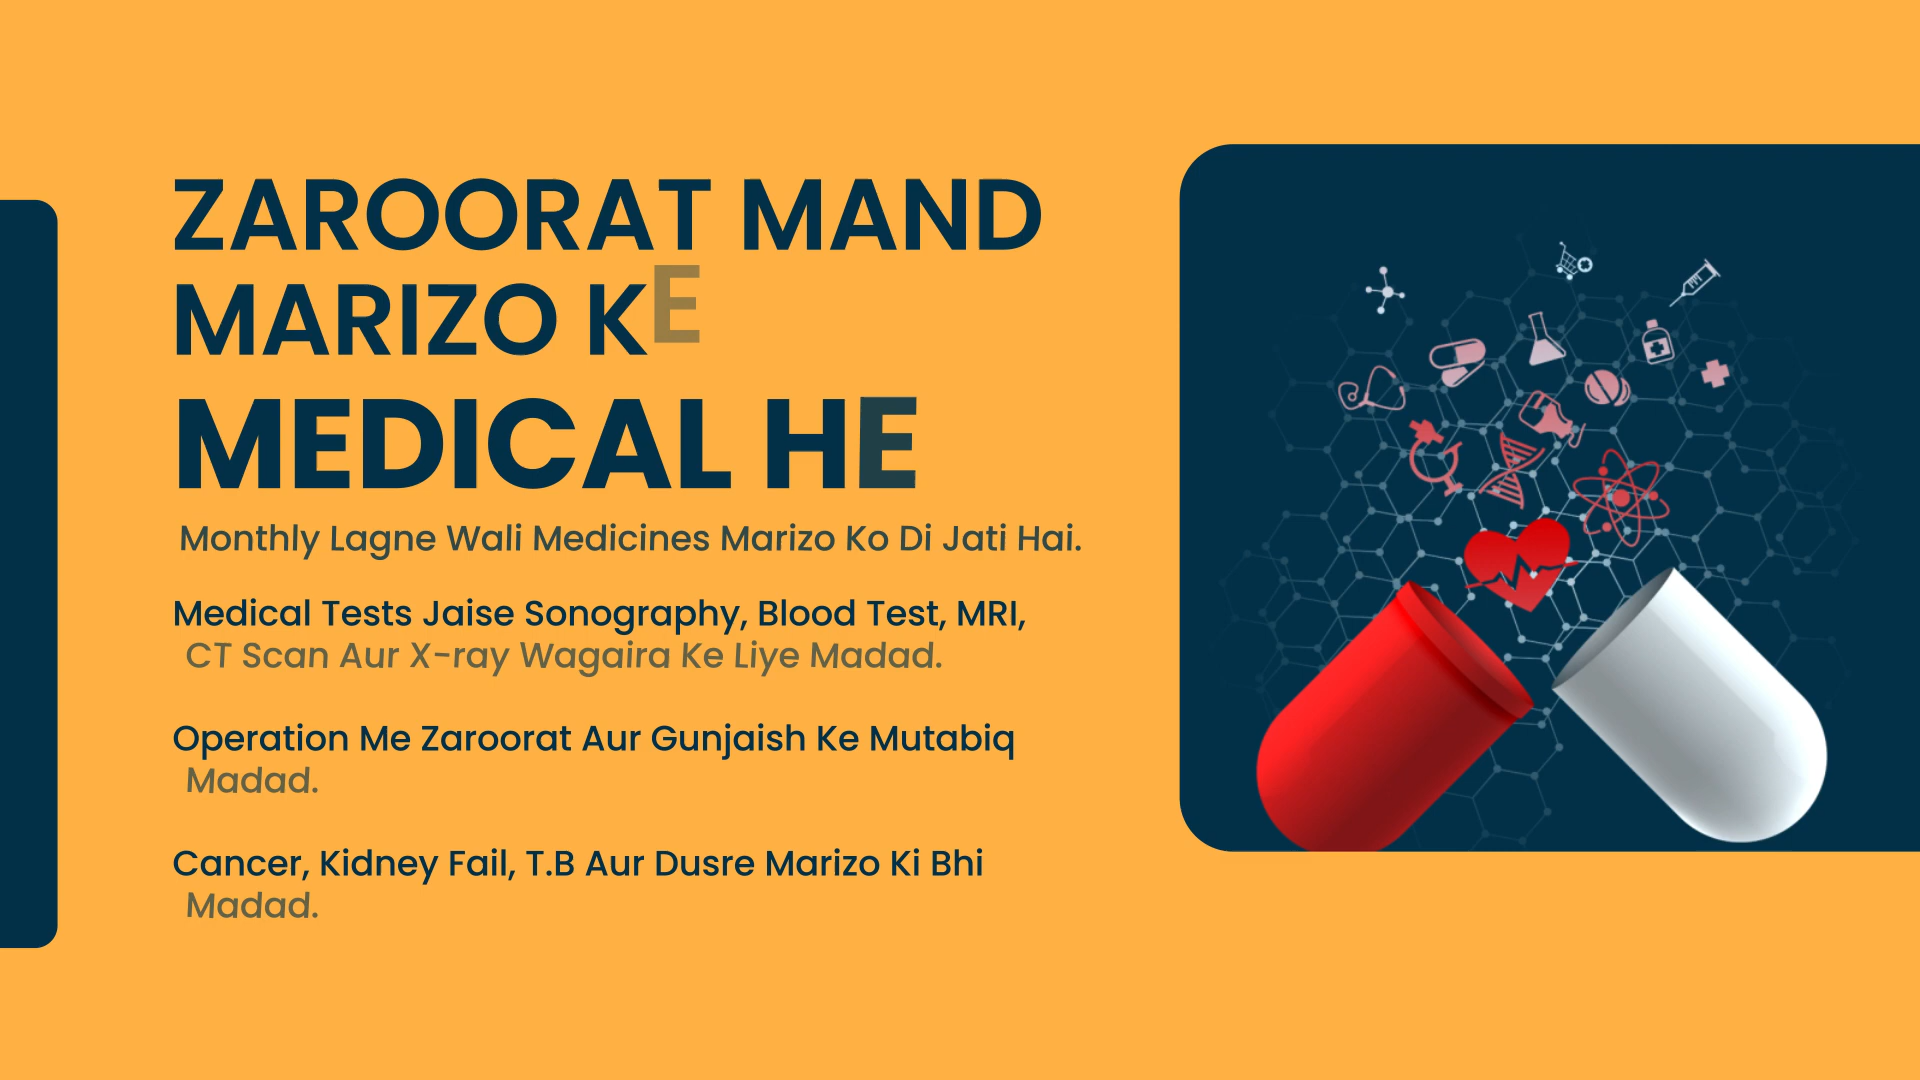 ZAROORAT MAND
MARIZO KE
MEDICAL HE
Monthly Lagne Wali Medicines Marizo Ko Di Jati Hai.
Medical Tests Jaise Sonography, Blood Test, MRI,
CT Scan Aur X-ray Wagaira Ke Liye Madad.
Operation Me Zaroorat Aur Gunjaish Ke Mutabiq
Madad.
Cancer, Kidney Fail, T.B Aur Dusre Marizo Ki Bhi
Madad.